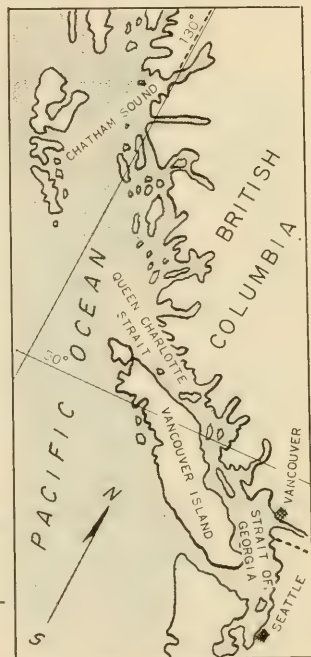 130°
CHATHAM SOUND
BRITISH
COLUMBIA
PACIFIC OCEAN
QUEEN CHARLOTTE
STRAIT
50°
VANCOUVER ISLAND
VANCOUVER
STRAIT OF
GEORGIA
SEATTLE
N
S